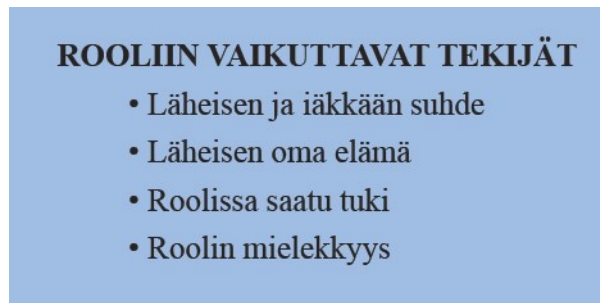 ROOLIIN VAIKUTTAVAT TEKIJÄT
• Läheisen ja iäkkään suhde
• Läheisen oma elämä
• Roolissa saatu tuki
• Roolin mielekkyys